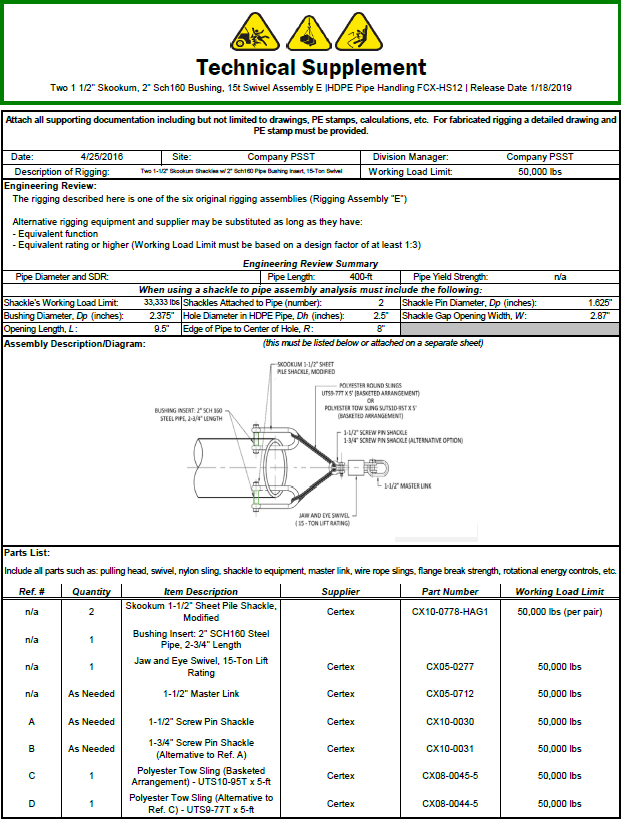 Technical Supplement
Two 1 1/2" Skookum, 2" Sch160 Bushing, 15t Swivel Assembly E |HDPE Pipe Handling FCX-HS12 | Release Date 1/18/2019
Attach all supporting documentation including but not limited to drawings, PE stamps, calculations, etc. For fabricated rigging a detailed drawing and
PE stamp must be provided.
Date: 4/25/2016 Site: Company PSST Division Manager: Company PSST
Description of Rigging: Two 1-1/2" Skookum Shackles w/ 2" Sch160 Pipe Bushing Insert, 15-Ton Swivel Working Load Limit: 50,000 lbs
Engineering Review:
The rigging described here is one of the six original rigging assemblies (Rigging Assembly "E")
Alternative rigging equipment and supplier may be substituted as long as they have:
- Equivalent function
- Equivalent rating or higher (Working Load Limit must be based on a design factor of at least 1:3)
Engineering Review Summary
Pipe Diameter and SDR: Pipe Length: 400-ft Pipe Yield Strength: n/a
When using a shackle to pipe assembly analysis must include the following:
Shackle's Working Load Limit: 33,333 lbs Shackles Attached to Pipe (number): 2 Shackle Pin Diameter, Dp (inches): 1.625"
Bushing Diameter, Dp (inches): 2.375" Hole Diameter in HDPE Pipe, Dh (inches): 2.5" Shackle Gap Opening Width, W: 2.87"
Opening Length, L: 9.5" Edge of Pipe to Center of Hole, R: 8"
Assembly Description/Diagram: (this must be listed below or attached on a separate sheet)
SKOOKUM 1-1/2" SHEET
PILE SHACKLE, MODIFIED
POLYESTER ROUND SLINGS
UTS9-77T X 5' (BASKETED ARRANGEMENT)
OR
POLYESTER TOW SLING SUTS10-95T X 5'
(BASKETED ARRANGEMENT)
BUSHING INSERT: 2" SCH 160
STEEL PIPE, 2-3/4" LENGTH
1-1/2" SCREW PIN SHACKLE
1-3/4" SCREW PIN SHACKLE (ALTERNATIVE OPTION)
1-1/2" MASTER LINK
JAW AND EYE SWIVEL
(15 - TON LIFT RATING)
Parts List:
Include all parts such as: pulling head, swivel, nylon sling, shackle to equipment, master link, wire rope slings, flange break strength, rotational energy controls, etc.
Ref. # Quantity Item Description Supplier Part Number Working Load Limit
n/a 2 Skookum 1-1/2" Sheet Pile Shackle, Certex CX10-0778-HAG1 50,000 lbs (per pair)
Modified
n/a 1 Bushing Insert: 2" SCH160 Steel
Pipe, 2-3/4" Length
n/a 1 Jaw and Eye Swivel, 15-Ton Lift Certex CX05-0277 50,000 lbs
Rating
n/a As Needed 1-1/2" Master Link Certex CX05-0712 50,000 lbs
A As Needed 1-1/2" Screw Pin Shackle Certex CX10-0030 50,000 lbs
B As Needed 1-3/4" Screw Pin Shackle Certex CX10-0031 50,000 lbs
(Alternative to Ref. A)
C 1 Polyester Tow Sling (Basketed Certex CX08-0045-5 50,000 lbs
Arrangement) - UTS10-95T x 5-ft
D 1 Polyester Tow Sling (Alternative to Certex CX08-0044-5 50,000 lbs
Ref. C) - UTS9-77T x 5-ft